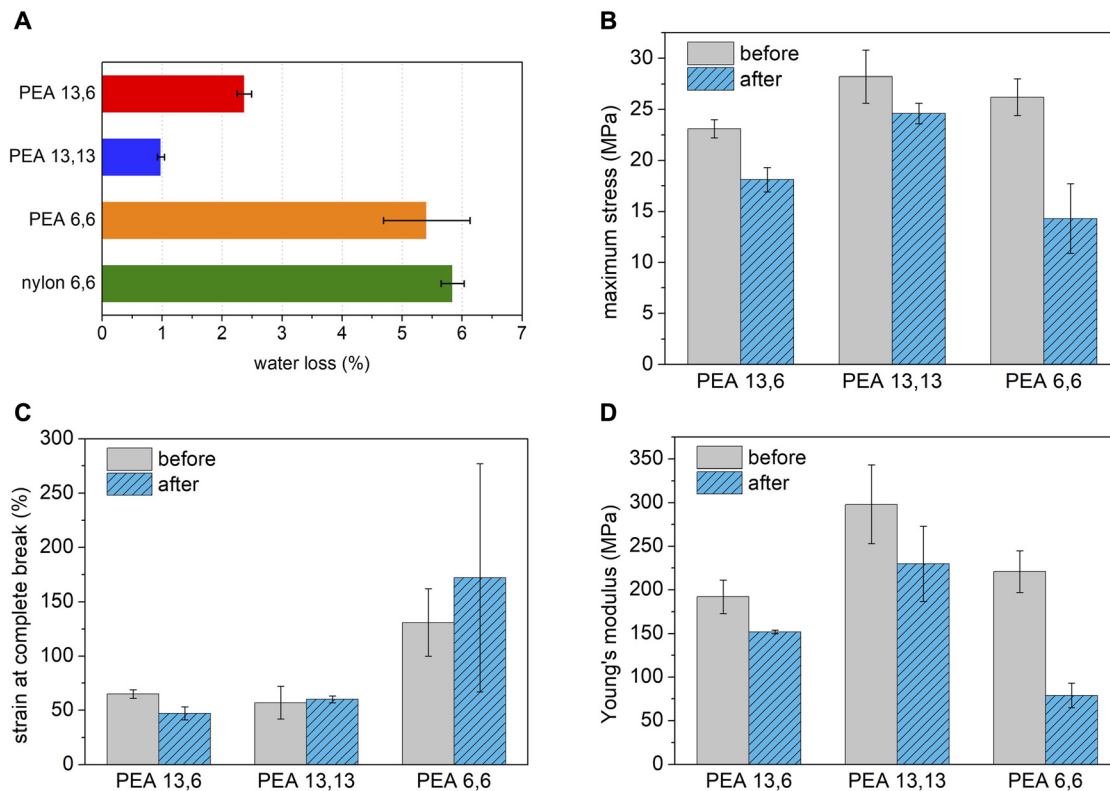 A
PEA 13,6
PEA 13,13
PEA 6,6
nylon 6,6
0 1 2 3 4 5 6 7
water loss (%)
B
before
after
30
25
20
15
10
5
0
maximum stress (MPa)
PEA 13,6 PEA 13,13 PEA 6,6
C
before
after
300
250
200
150
100
50
0
strain at complete break (%)
PEA 13,6 PEA 13,13 PEA 6,6
D
before
after
350
300
250
200
150
100
50
0
Young's modulus (MPa)
PEA 13,6 PEA 13,13 PEA 6,6